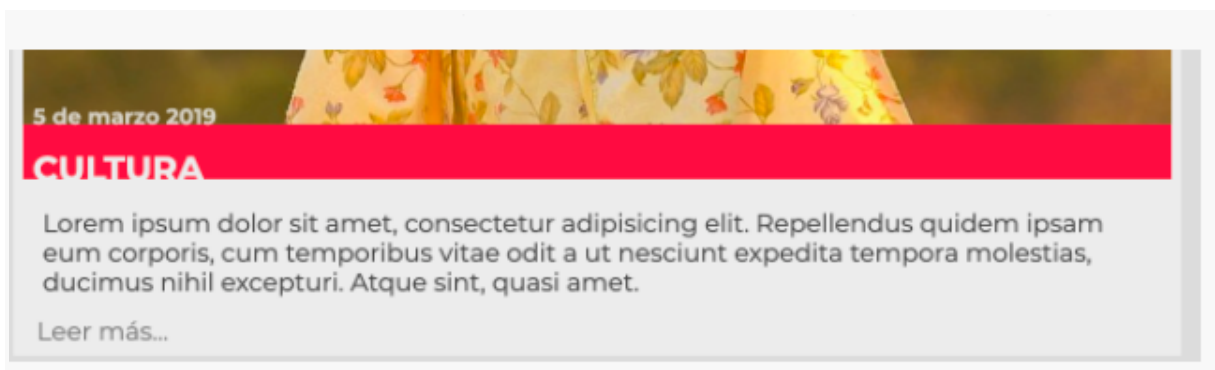 5 de marzo 2019
CULTURA
Lorem ipsum dolor sit amet, consectetur adipisicing elit. Repellendus quidem ipsam
eum corporis, cum temporibus vitae odit a ut nesciunt expedita tempora molestias,
ducimus nihil excepturi. Atque sint, quasi amet.
Leer más...